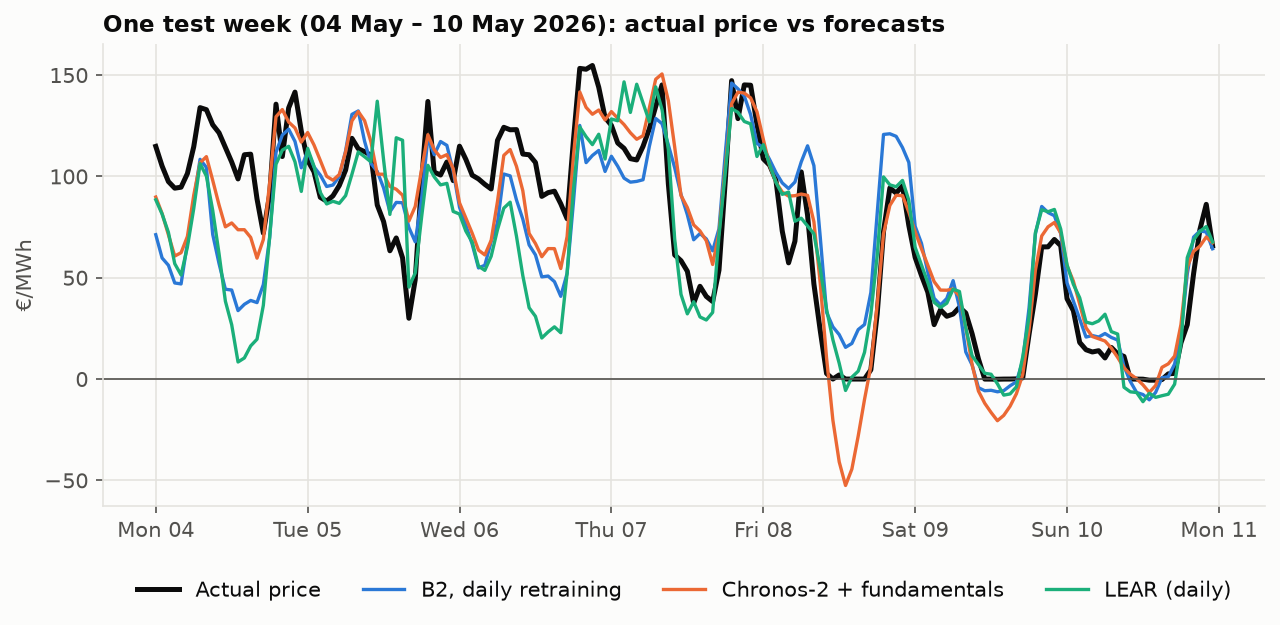 One test week (04 May – 10 May 2026): actual price vs forecasts
€/MWh
150
100
50
0
−50
Mon 04 Tue 05 Wed 06 Thu 07 Fri 08 Sat 09 Sun 10 Mon 11
Actual price B2, daily retraining Chronos-2 + fundamentals LEAR (daily)